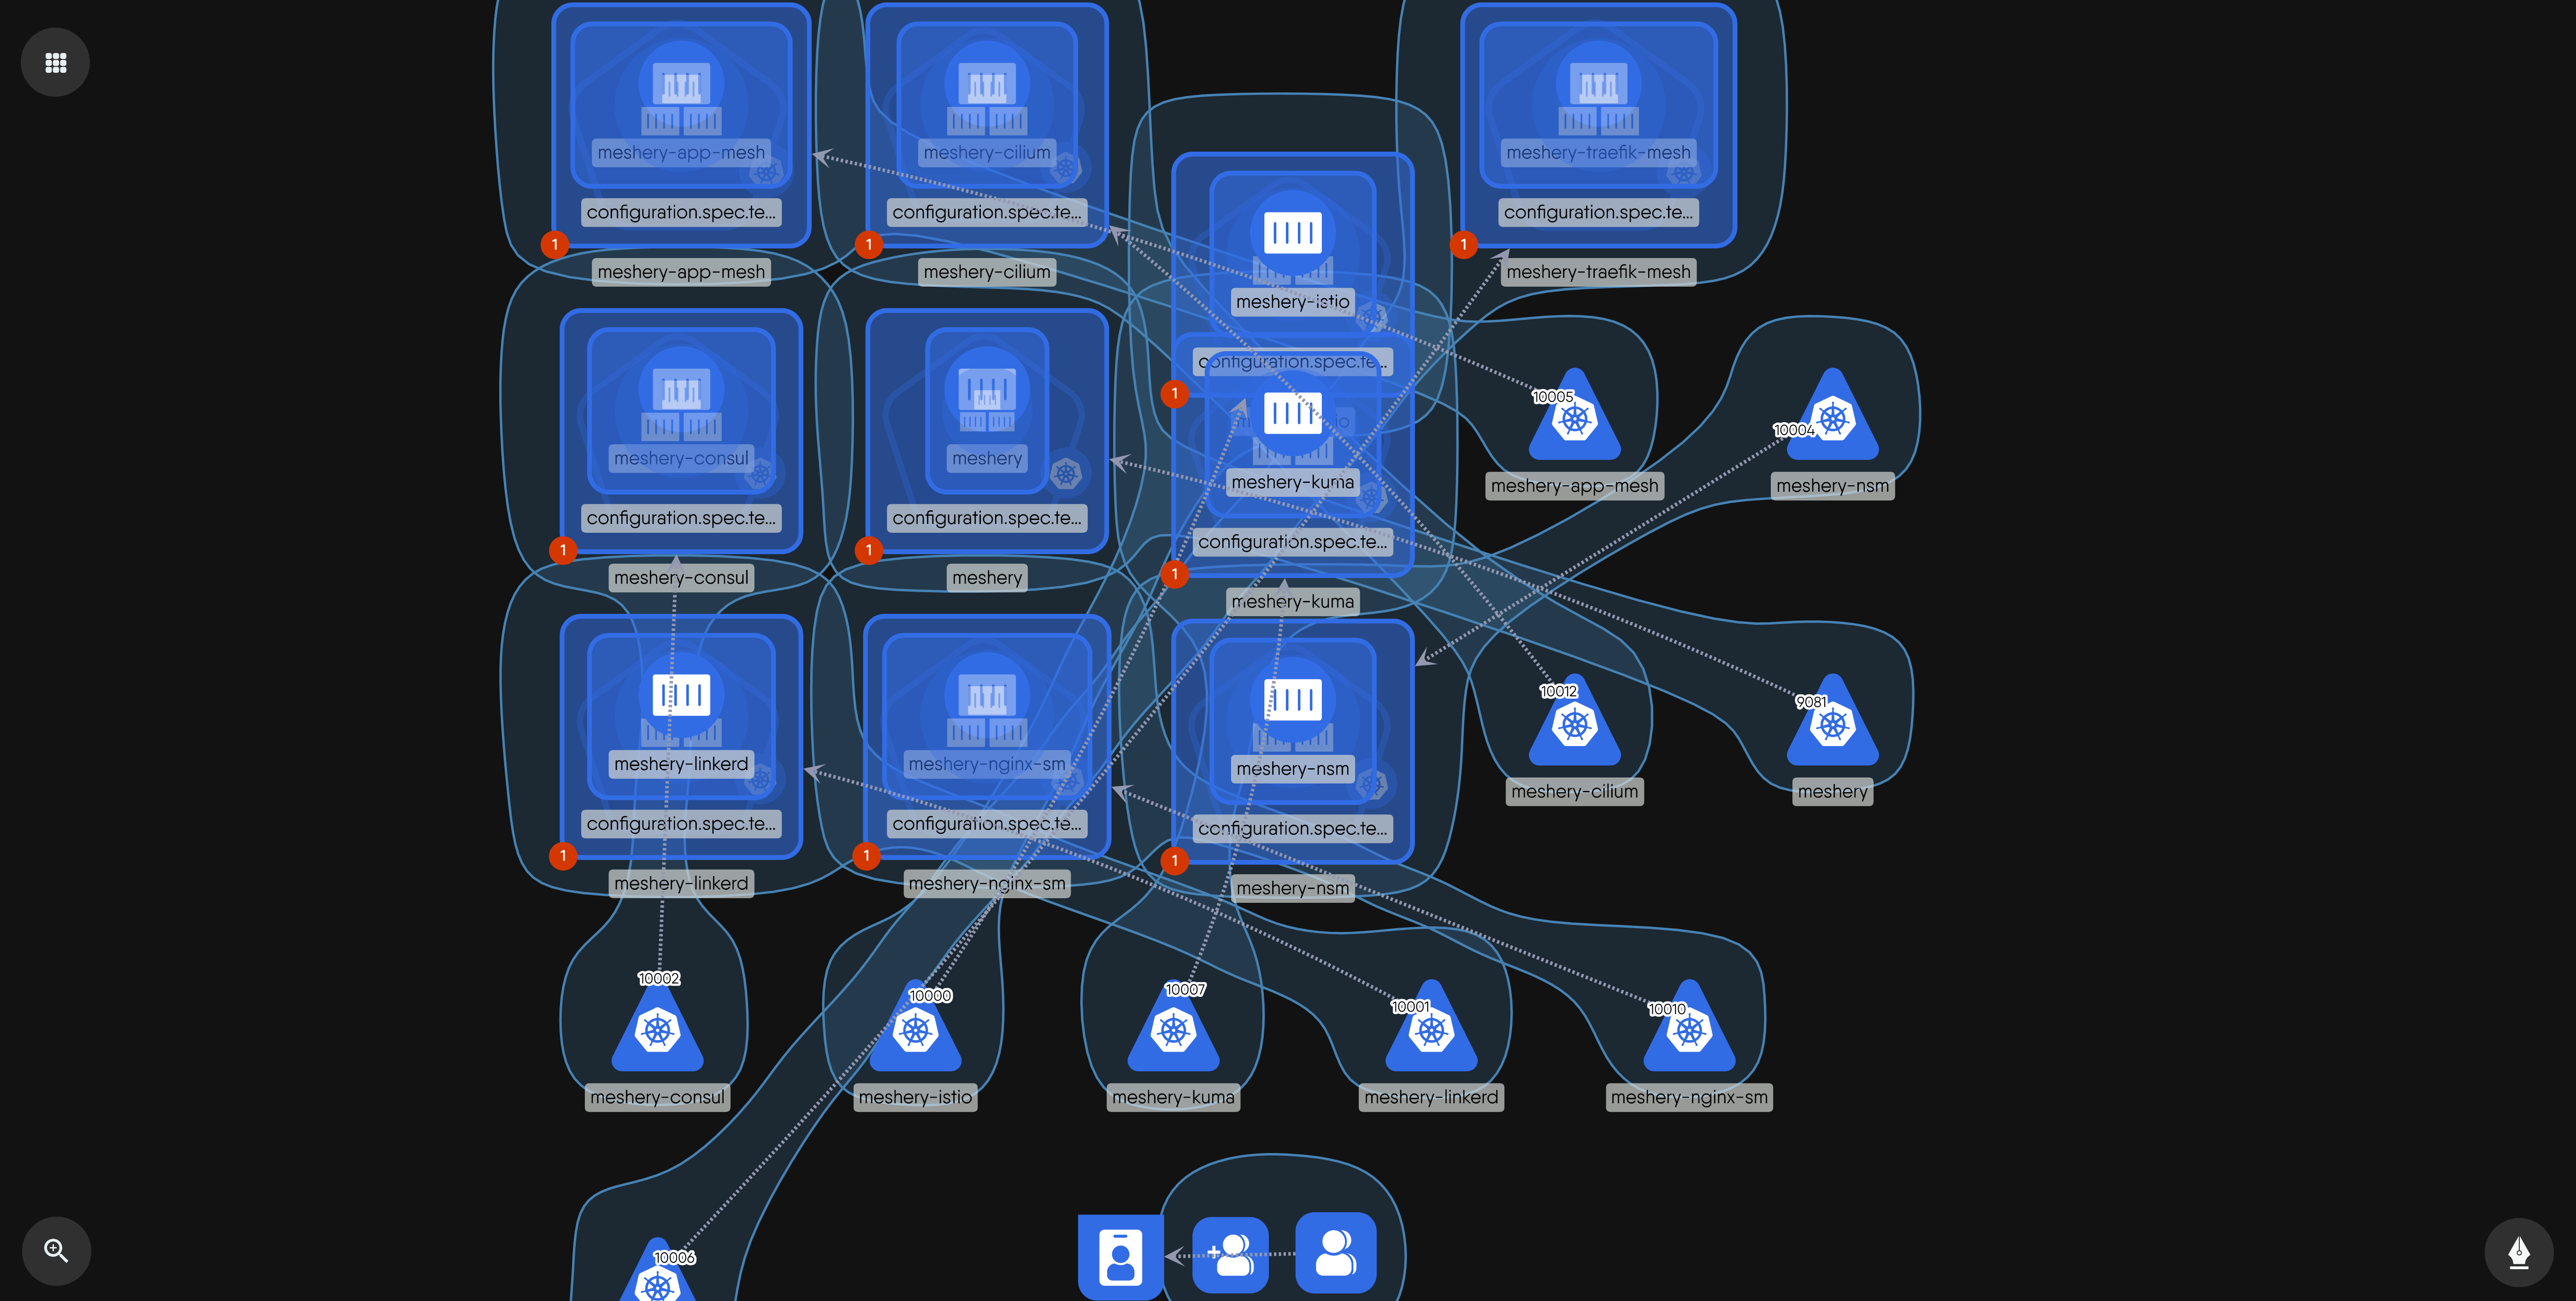 meshery-app-mesh
meshery-cilium
meshery-traefik-mesh
configuration.spec.te...
configuration.spec.te...
configuration.spec.te...
1
1
1
meshery-app-mesh
meshery-cilium
meshery-traefik-mesh
meshery-istio
configuration.spec.te...
1
10005
10004
meshery-consul
meshery
meshery-kuma
meshery-app-mesh
meshery-nsm
configuration.spec.te...
configuration.spec.te...
configuration.spec.te...
1
1
1
meshery-consul
meshery
meshery-kuma
10012
9081
meshery-linkerd
meshery-nginx-sm
meshery-nsm
meshery-cilium
meshery
configuration.spec.te...
configuration.spec.te...
configuration.spec.te...
1
1
1
meshery-linkerd
meshery-nginx-sm
meshery-nsm
10002
10000
10007
10001
10010
meshery-consul
meshery-istio
meshery-kuma
meshery-linkerd
meshery-nginx-sm
10006